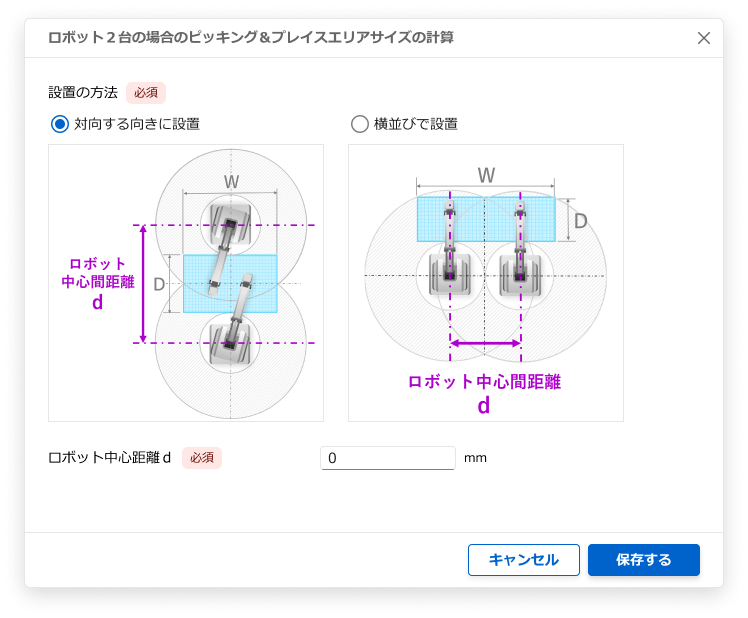 ロボット２台の場合のピッキング＆プレイスエリアサイズの計算
設置の方法 必須
対向する向きに設置
横並びで設置
W
ロボット
中心間距離
d
D
W
D
ロボット中心間距離
d
ロボット中心距離ｄ 必須
0 mm
キャンセル
保存する